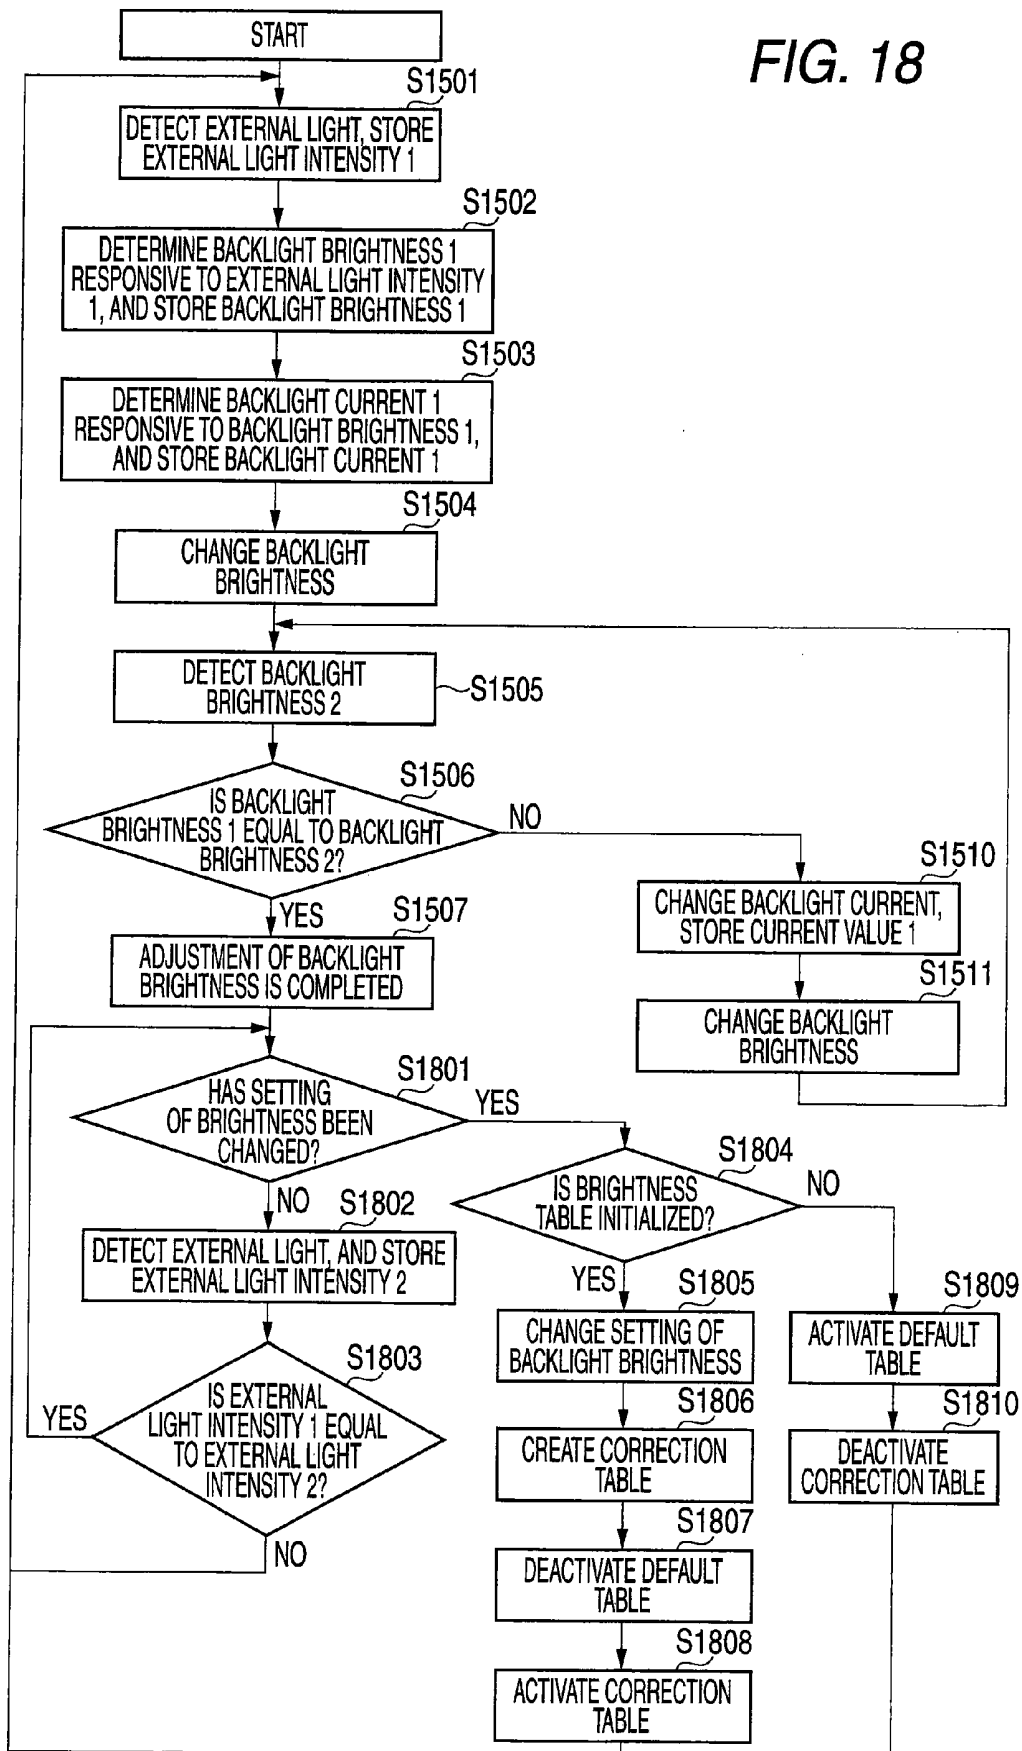 FIG. 18
START
S1501
DETECT EXTERNAL LIGHT, STORE
EXTERNAL LIGHT INTENSITY 1
S1502
DETERMINE BACKLIGHT BRIGHTNESS 1
RESPONSIVE TO EXTERNAL LIGHT INTENSITY
1, AND STORE BACKLIGHT BRIGHTNESS 1
S1503
DETERMINE BACKLIGHT CURRENT 1
RESPONSIVE TO BACKLIGHT BRIGHTNESS 1,
AND STORE BACKLIGHT CURRENT 1
S1504
CHANGE BACKLIGHT
BRIGHTNESS
DETECT BACKLIGHT
BRIGHTNESS 2
S1505
S1506
IS BACKLIGHT
BRIGHTNESS 1 EQUAL TO BACKLIGHT
BRIGHTNESS 2?
NO
YES
S1510
CHANGE BACKLIGHT CURRENT,
STORE CURRENT VALUE 1
S1511
CHANGE BACKLIGHT
BRIGHTNESS
S1507
ADJUSTMENT OF BACKLIGHT
BRIGHTNESS IS COMPLETED
S1801
HAS SETTING
OF BRIGHTNESS BEEN
CHANGED?
YES
NO
S1802
DETECT EXTERNAL LIGHT, AND STORE
EXTERNAL LIGHT INTENSITY 2
S1803
IS EXTERNAL
LIGHT INTENSITY 1 EQUAL
TO EXTERNAL LIGHT
INTENSITY 2?
YES
NO
S1804
IS BRIGHTNESS
TABLE INITIALIZED?
NO
YES
S1805
CHANGE SETTING OF
BACKLIGHT BRIGHTNESS
S1806
CREATE CORRECTION
TABLE
S1807
DEACTIVATE DEFAULT
TABLE
S1808
ACTIVATE CORRECTION
TABLE
S1809
ACTIVATE DEFAULT
TABLE
S1810
DEACTIVATE
CORRECTION TABLE